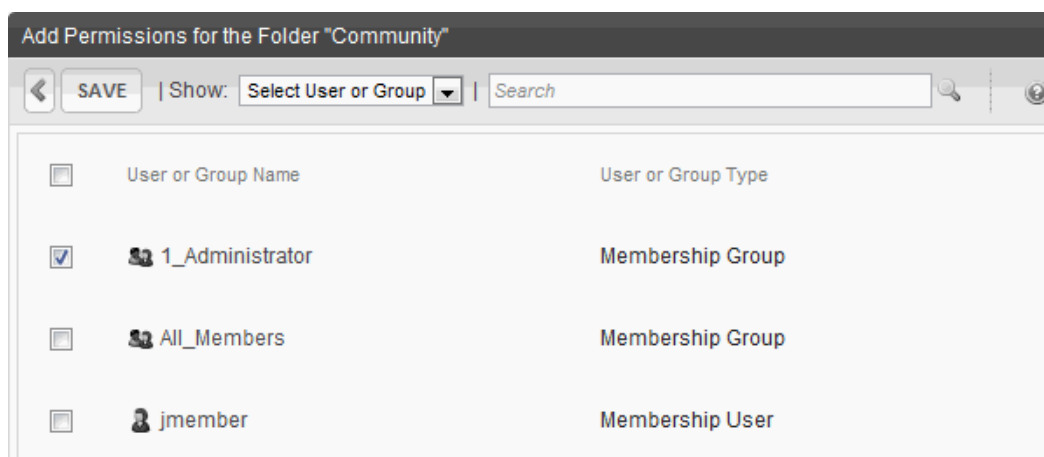 Add Permissions for the Folder "Community"
SAVE | Show: Select User or Group | Search
User or Group Name User or Group Type
1_Administrator Membership Group
All_Members Membership Group
jmember Membership User